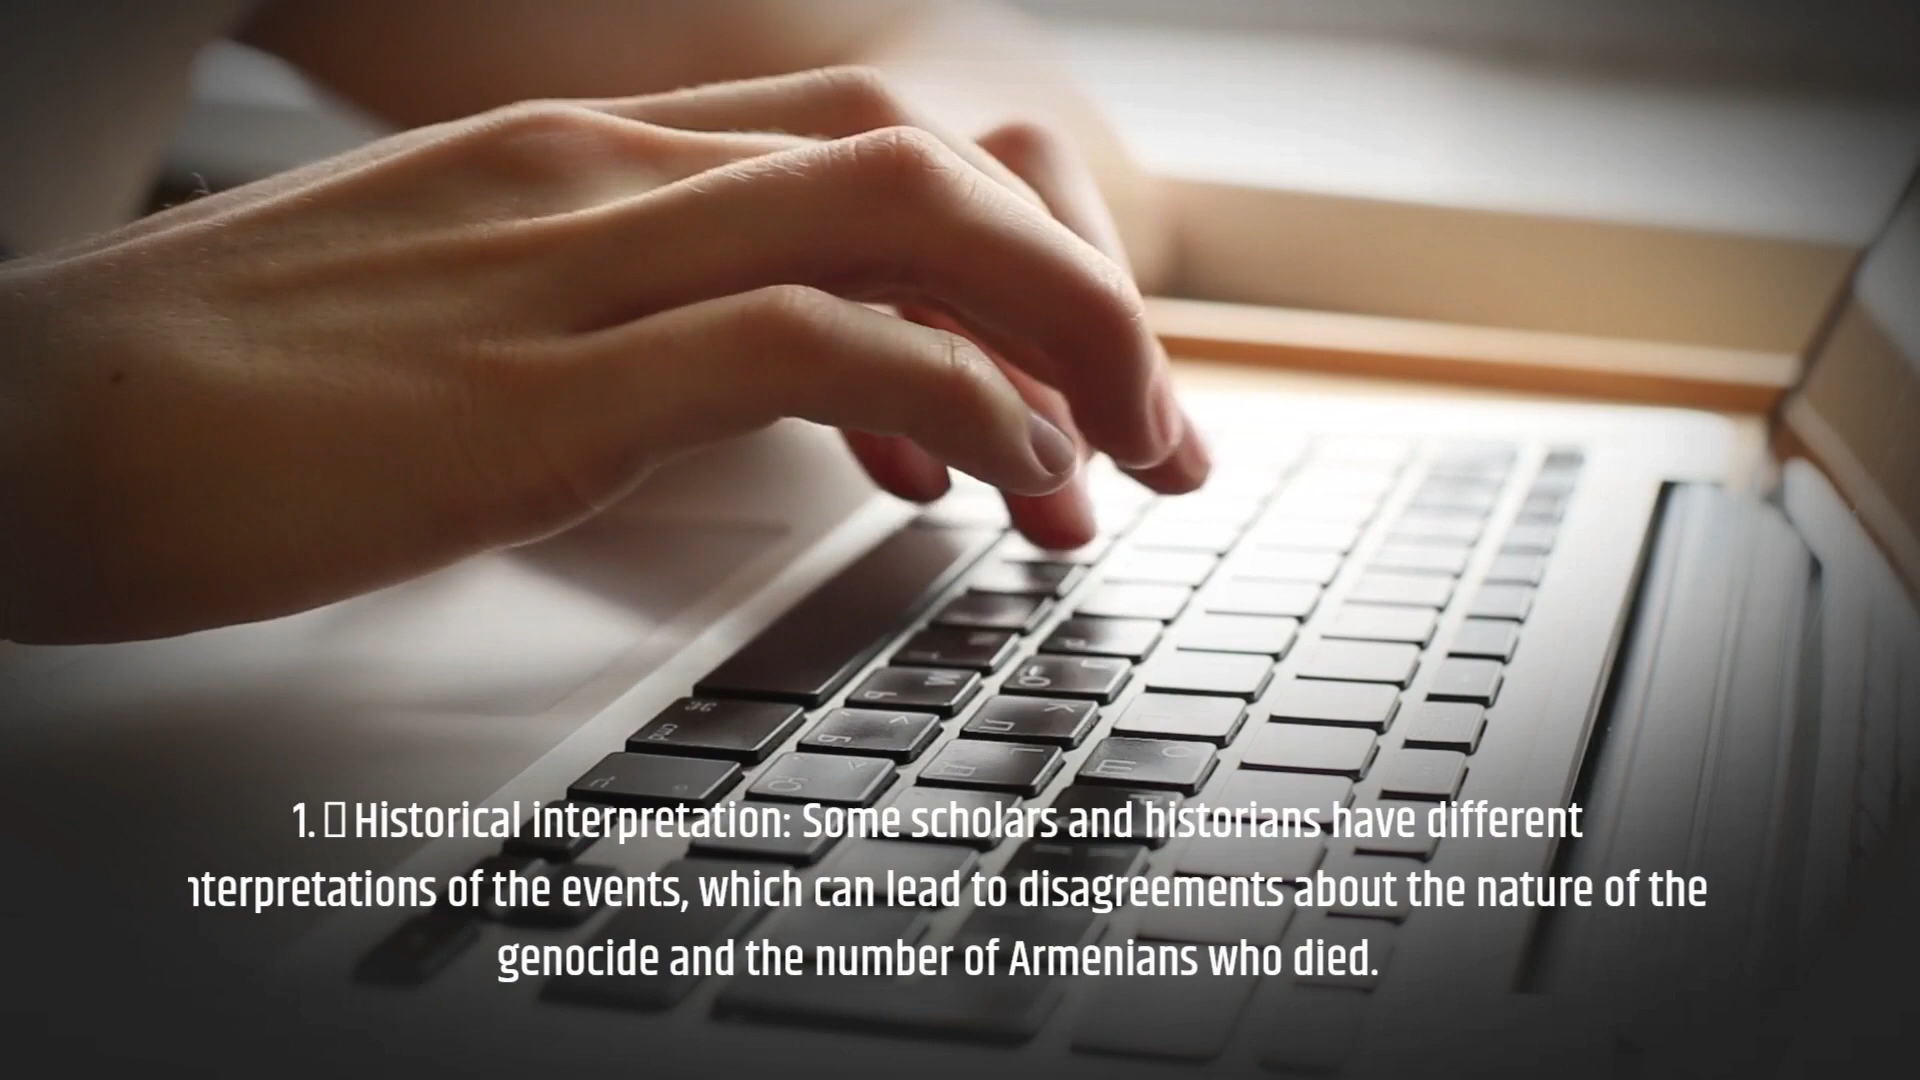 1. Historical interpretation: Some scholars and historians have different
nterpretations of the events, which can lead to disagreements about the nature of the
genocide and the number of Armenians who died.